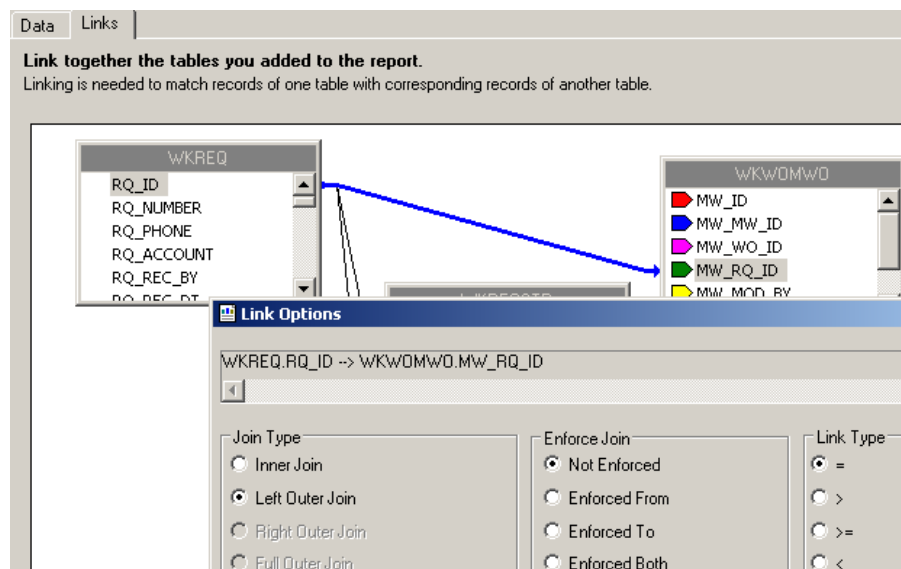 Data Links
Link together the tables you added to the report.
Linking is needed to match records of one table with corresponding records of another table.
WKREQ
RQ_ID
RQ_NUMBER
RQ_PHONE
RQ_ACCOUNT
RQ_REC_BY
RQ_REC_DT
WKWOMWO
MW_ID
MW_MW_ID
MW_WO_ID
MW_RQ_ID
MW_MOD_BY
Link Options
WKREQ.RQ_ID --> WKWOMWO.MW_RQ_ID
Join Type
Inner Join
Left Outer Join
Right Outer Join
Full Outer Join
Enforce Join
Not Enforced
Enforced From
Enforced To
Enforced Both
Link Type
=
>
>=
<